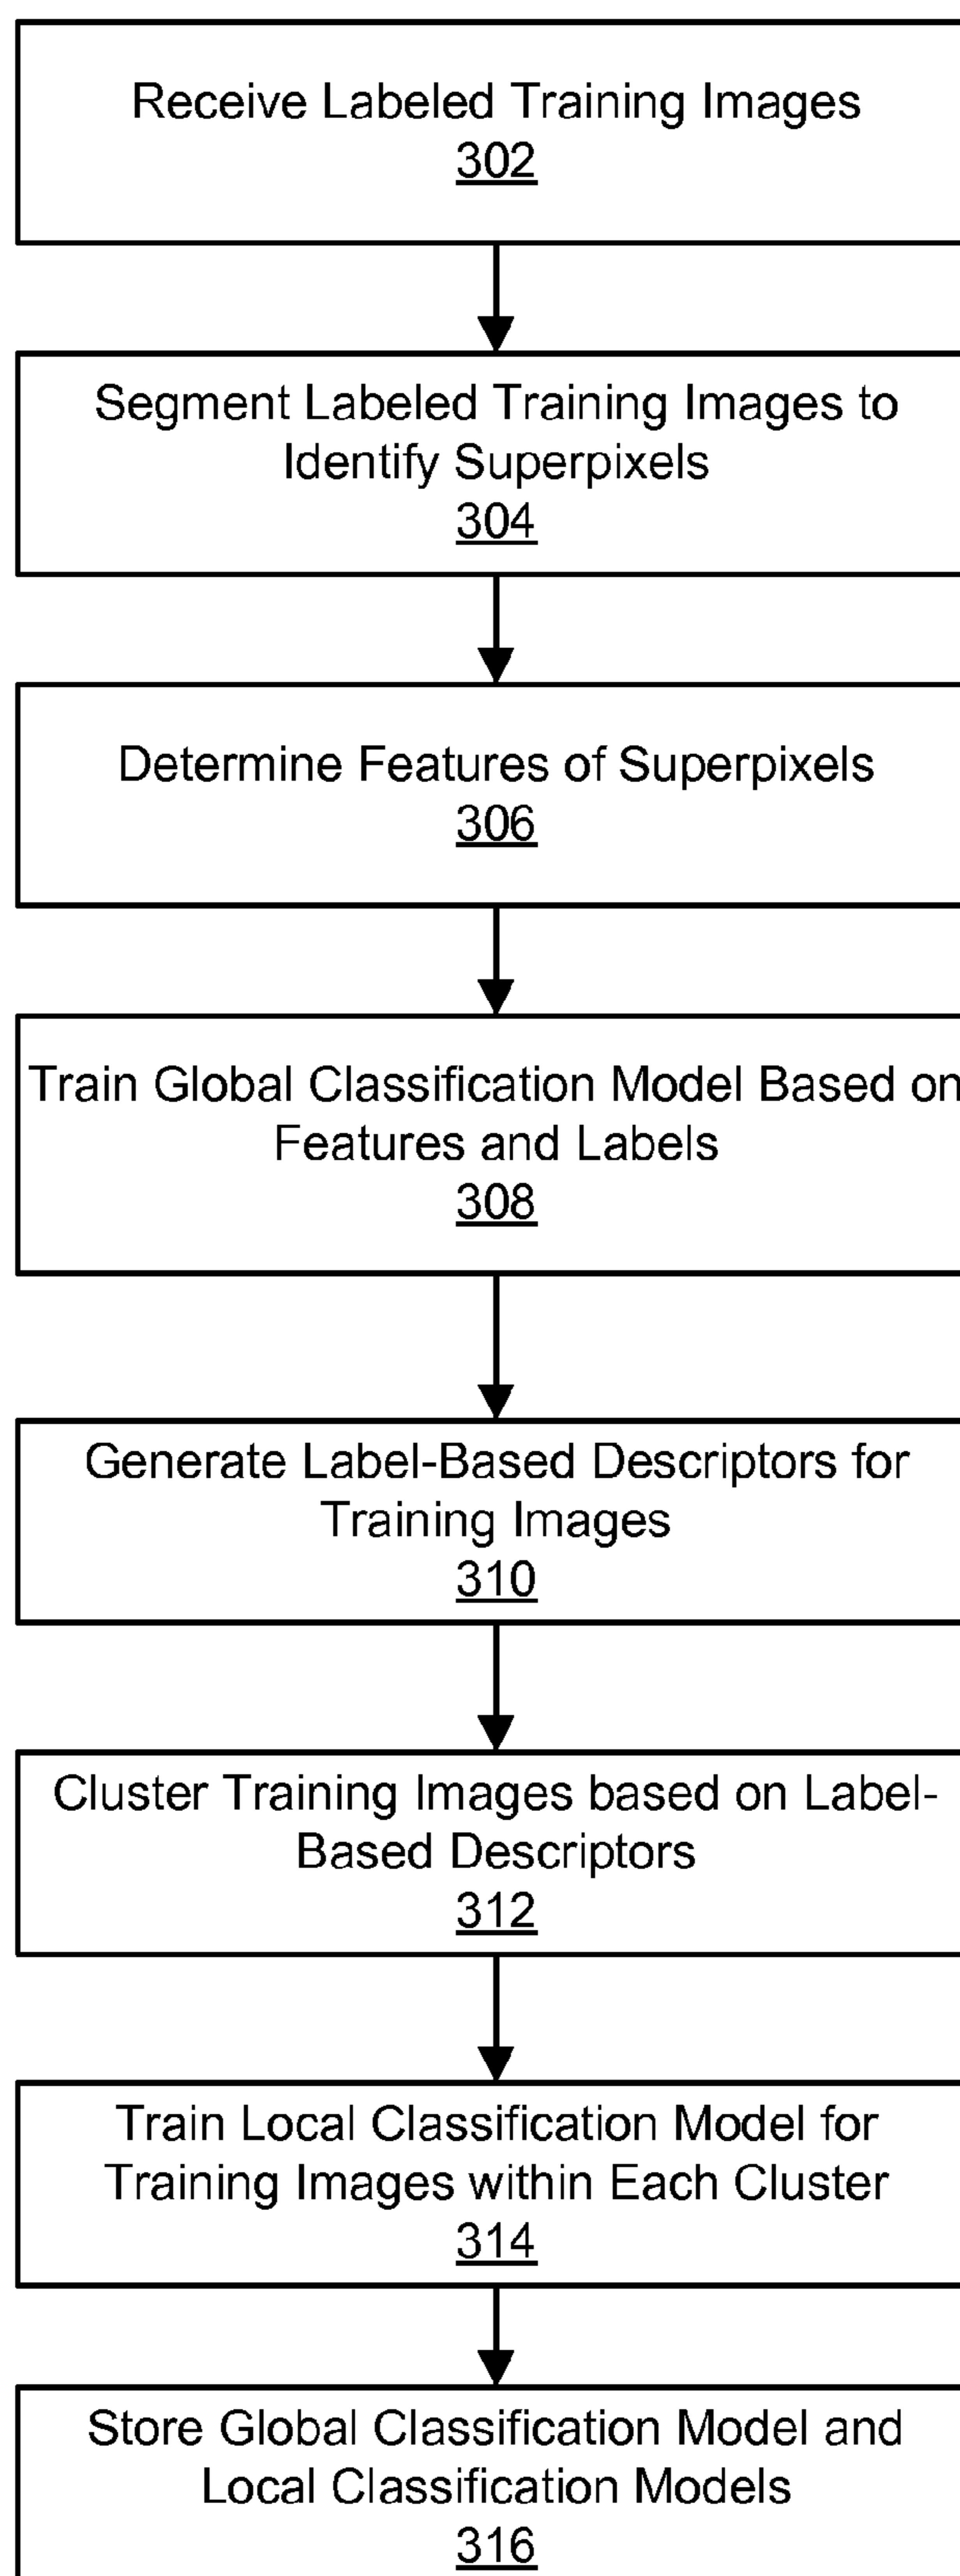 Receive Labeled Training Images
302
Segment Labeled Training Images to
Identify Superpixels
304
Determine Features of Superpixels
306
Train Global Classification Model Based on
Features and Labels
308
Generate Label-Based Descriptors for
Training Images
310
Cluster Training Images based on Label-
Based Descriptors
312
Train Local Classification Model for
Training Images within Each Cluster
314
Store Global Classification Model and
Local Classification Models
316